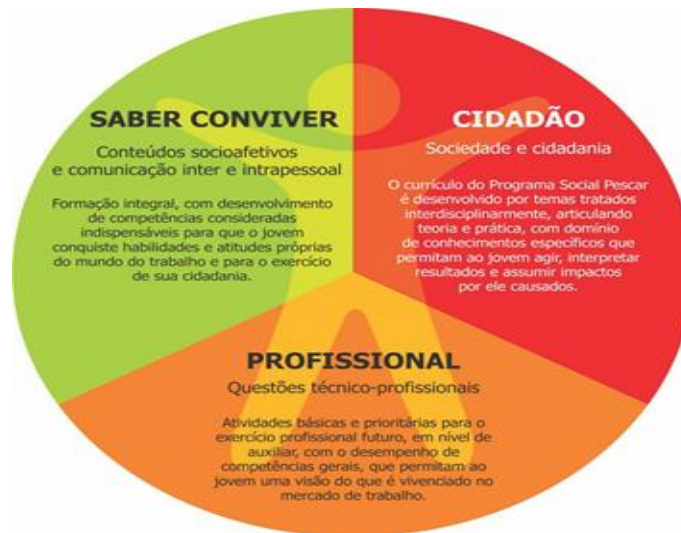 SABER CONVIVER
Conteúdos socioafetivos
e comunicação inter e intrapessoal
Formação integral, com desenvolvimento
de competências consideradas
indispensáveis para que o jovem
conquiste habilidades e atitudes próprias
do mundo do trabalho e para o exercício
de sua cidadania.
CIDADÃO
Sociedade e cidadania
O currículo do Programa Social Pescar
é desenvolvido por temas tratados
interdisciplinarmente, articulando
teoria e prática, com domínio
de conhecimentos específicos que
permitam ao jovem agir, interpretar
resultados e assumir impactos
por ele causados.
PROFISSIONAL
Questões técnico-profissionais
Atividades básicas e prioritárias para o
exercício profissional futuro, em nível de
auxiliar, com o desempenho de
competências gerais, que permitam ao
jovem uma visão do que é vivenciado no
mercado de trabalho.